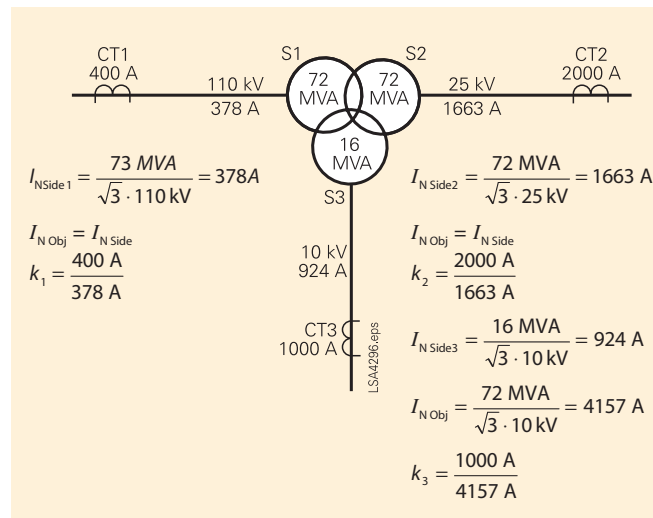 CT1
400 A
110 kV
378 A
S1
72
MVA
S2
72
MVA
16
MVA
S3
25 kV
1663 A
CT2
2000 A
I_NSide1 = 73 MVA / √3 · 110 kV = 378A
I_N Obj = I_N Side
k_1 = 400 A / 378 A
10 kV
924 A
CT3
1000 A
LSA4296.eps
I_N Side2 = 72 MVA / √3 · 25 kV = 1663 A
I_N Obj = I_N Side
k_2 = 2000 A / 1663 A
I_N Side3 = 16 MVA / √3 · 10 kV = 924 A
I_N Obj = 72 MVA / √3 · 10 kV = 4157 A
k_3 = 1000 A / 4157 A